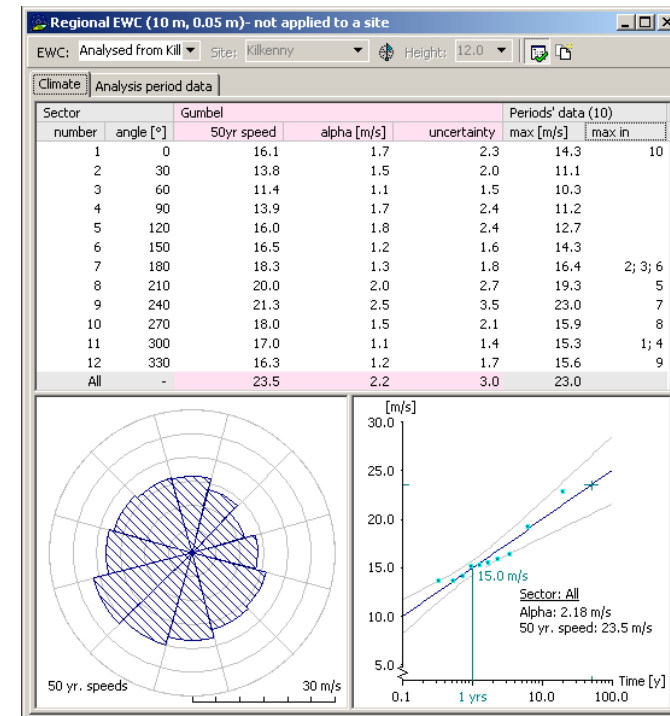 Regional EWC (10 m, 0.05 m)- not applied to a site
EWC: Analysed from Kill Site: Kilkenny Height: 12.0
Climate Analysis period data
Sector Gumbel Periods' data (10)
number angle [°] 50yr speed alpha [m/s] uncertainty max [m/s] max in
1 0 16.1 1.7 2.3 14.3 10
2 30 13.8 1.5 2.0 11.1
3 60 11.4 1.1 1.5 10.3
4 90 13.9 1.7 2.4 11.2
5 120 16.0 1.8 2.4 12.7
6 150 16.5 1.2 1.6 14.3
7 180 18.3 1.3 1.8 16.4 2; 3; 6
8 210 20.0 2.0 2.7 19.3 5
9 240 21.3 2.5 3.5 23.0 7
10 270 18.0 1.5 2.1 15.9 8
11 300 17.0 1.1 1.4 15.3 1; 4
12 330 16.3 1.2 1.7 15.6 9
All - 23.5 2.2 3.0 23.0
50 yr. speeds 30 m/s
[m/s]
30.0
25.0
20.0
15.0
10.0
5.0
15.0 m/s
Sector: All
Alpha: 2.18 m/s
50 yr. speed: 23.5 m/s
Time [y]
0.1 1 yrs 10.0 100.0